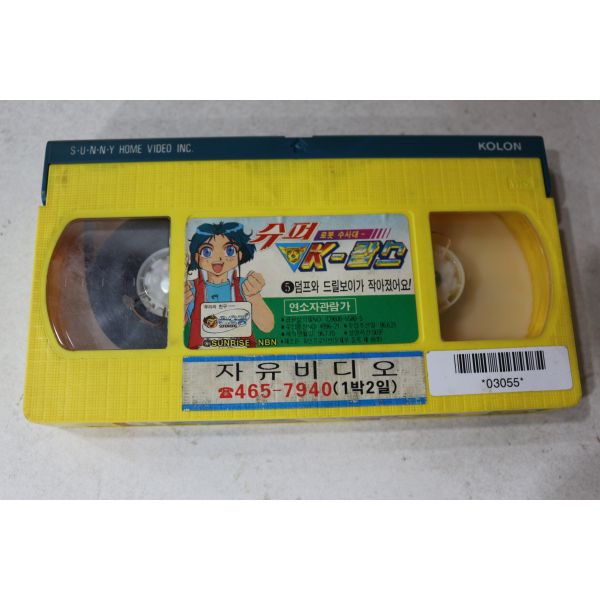 S·U·N·N·Y HOME VIDEO INC.
KOLON
슈퍼
로봇 수사대
K-캅스
❺ 덤프와 드릴보이가 작아졌어요!
연소자관람가
©SUNRISE·NBN
자유비디오
☎465-7940(1박2일)
*03055*